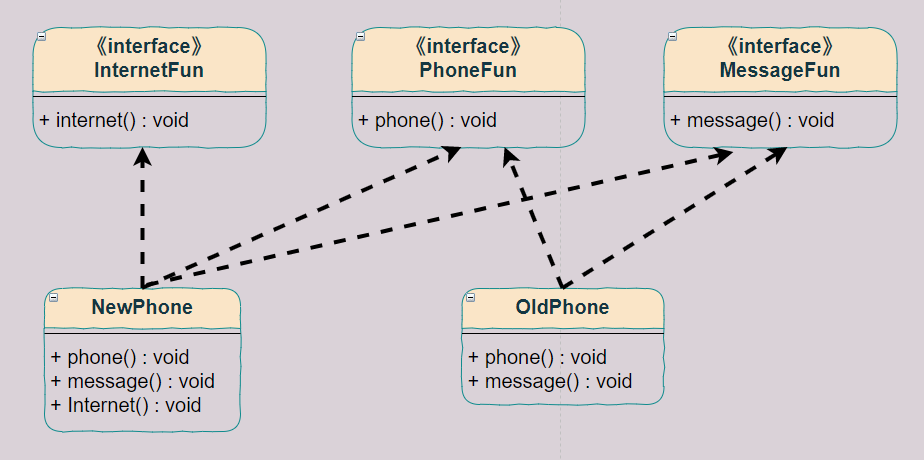 《interface》
InternetFun
+ internet() : void
《interface》
PhoneFun
+ phone() : void
《interface》
MessageFun
+ message() : void
NewPhone
+ phone() : void
+ message() : void
+ Internet() : void
OldPhone
+ phone() : void
+ message() : void